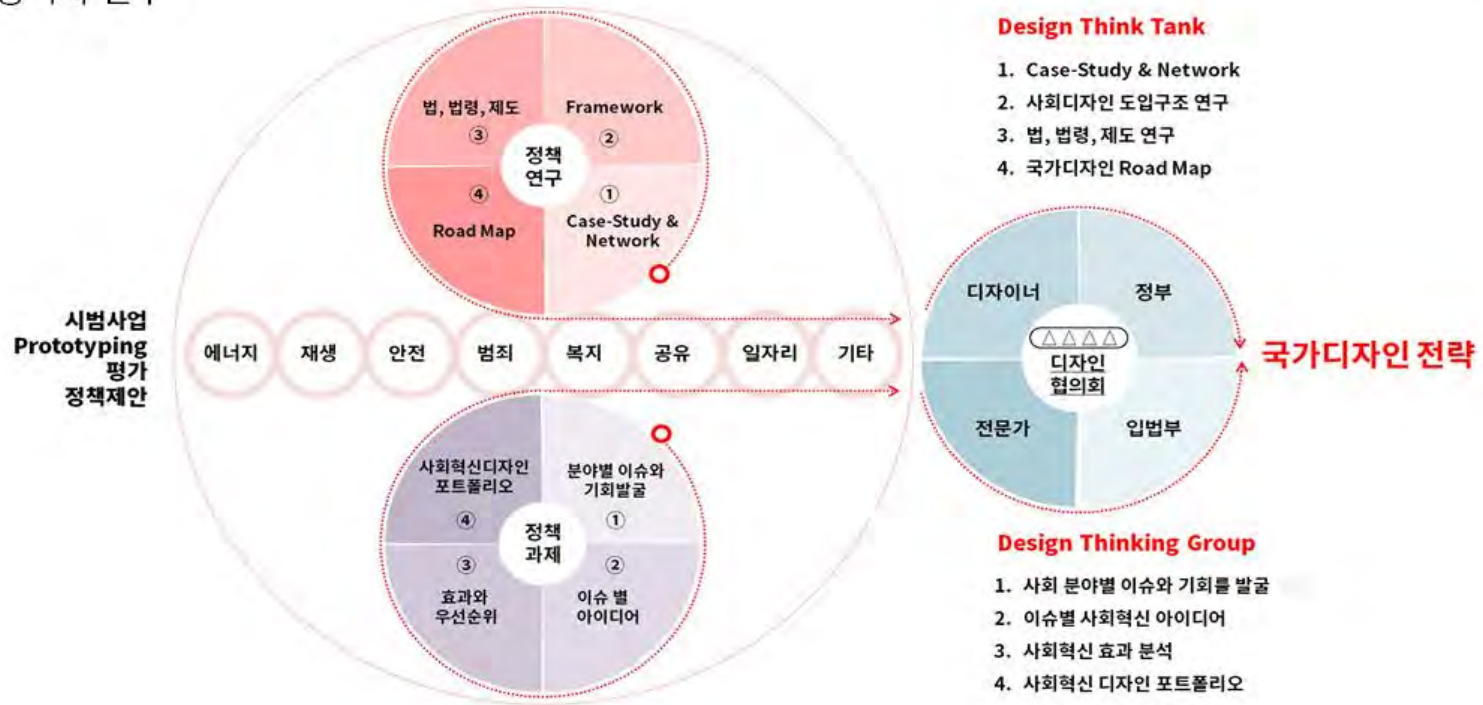 법, 법령, 제도
③
Framework
②
정책
연구
④
Road Map
①
Case-Study &
Network
시범사업
Prototyping
평가
정책제안
에너지
재생
안전
범죄
복지
공유
일자리
기타
사회혁신디자인
포트폴리오
④
분야별 이슈와
기회발굴
①
정책
과제
③
효과와
우선순위
②
이슈 별
아이디어
Design Think Tank
1. Case-Study & Network
2. 사회디자인 도입구조 연구
3. 법, 법령, 제도 연구
4. 국가디자인 Road Map
디자이너
정부
디자인
협의회
전문가
입법부
국가디자인 전략
Design Thinking Group
1. 사회 분야별 이슈와 기회를 발굴
2. 이슈별 사회혁신 아이디어
3. 사회혁신 효과 분석
4. 사회혁신 디자인 포트폴리오